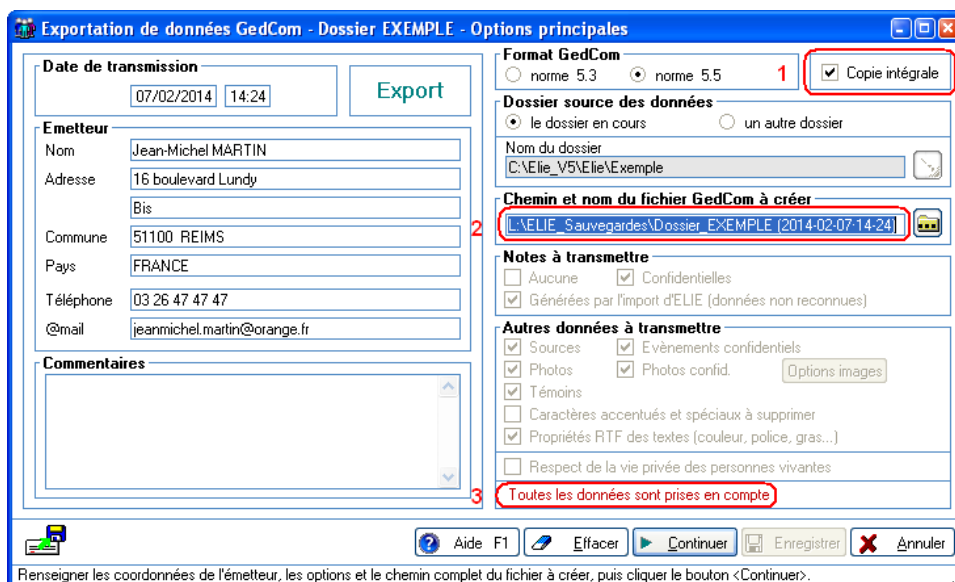 Exportation de données GedCom - Dossier EXEMPLE - Options principales
Date de transmission
07/02/2014 14:24
Export
Emetteur
Nom Jean-Michel MARTIN
Adresse 16 boulevard Lundy
Bis
Commune 51100 REIMS
Pays FRANCE
Téléphone 03 26 47 47 47
@mail jeanmichel.martin@orange.fr
Commentaires
Format GedCom
norme 5.3 norme 5.5
1 Copie intégrale
Dossier source des données
le dossier en cours un autre dossier
Nom du dossier
C:\Elie_V5\Elie\Exemple
Chemin et nom du fichier GedCom à créer
2 L:\ELIE_Sauvegardes\Dossier_EXEMPLE (2014-02-07-14-24)
Notes à transmettre
Aucune Confidentielles
Générées par l'import d'ELIE (données non reconnues)
Autres données à transmettre
Sources Evènements confidentiels
Photos Photos confid. Options images
Témoins
Caractères accentués et spéciaux à supprimer
Propriétés RTF des textes (couleur, police, gras...)
Respect de la vie privée des personnes vivantes
3 Toutes les données sont prises en compte
Aide F1 Effacer Continuer Enregistrer Annuler
Renseigner les coordonnées de l'émetteur, les options et le chemin complet du fichier à créer, puis cliquer le bouton <Continuer>.